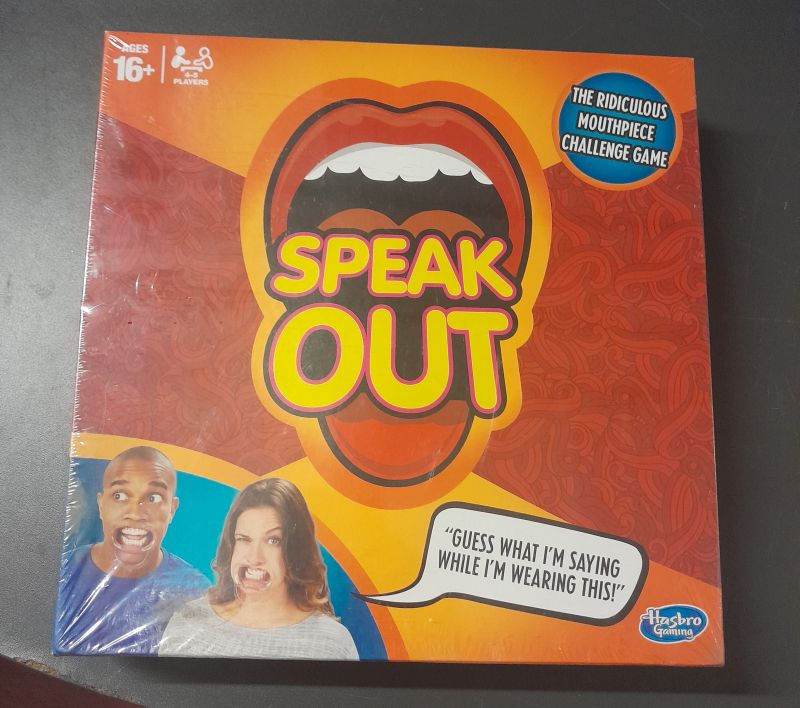 AGES
16+
4-5
PLAYERS
THE RIDICULOUS
MOUTHPIECE
CHALLENGE GAME
SPEAK
OUT
"GUESS WHAT I'M SAYING
WHILE I'M WEARING THIS!"
Hasbro
Gaming